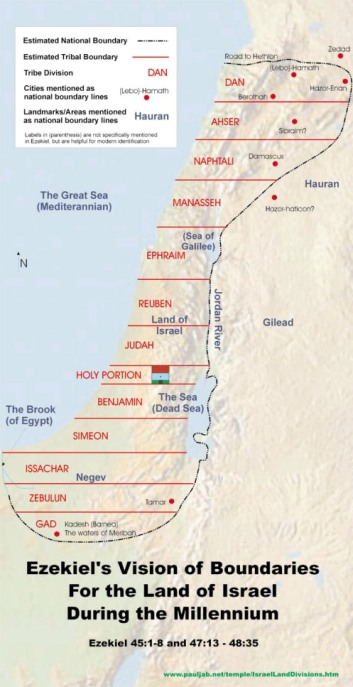 Estimated National Boundary
Estimated Tribal Boundary
Tribe Division DAN
Cities mentioned as (Lebo)-Hamath
national boundary lines
Landmarks/Areas mentioned Hauran
as national boundary lines
Labels in (parenthesis) are not specifically mentioned
in Ezekiel, but are helpful for modern identification
Zedad
Road to Hethlon
(Lebo)-Hamath
DAN
Hazor-Enan
Berothah
AHSER
Sibraim?
NAPHTALI
Damascus
Hauran
The Great Sea
(Mediterannian)
MANASSEH
Hazor-hatticon?
(Sea of
Galilee)
EPHRAIM
N
REUBEN
Jordan River
Land of
Israel
Gilead
JUDAH
HOLY PORTION
BENJAMIN
The Sea
(Dead Sea)
The Brook
(of Egypt)
SIMEON
ISSACHAR
Negev
ZEBULUN
Tamar
GAD
Kadesh (Barnea)
The waters of Meribah
Ezekiel's Vision of Boundaries
For the Land of Israel
During the Millennium
Ezekiel 45:1-8 and 47:13 - 48:35
www.pauljab.net/temple/IsraelLandDivisions.htm